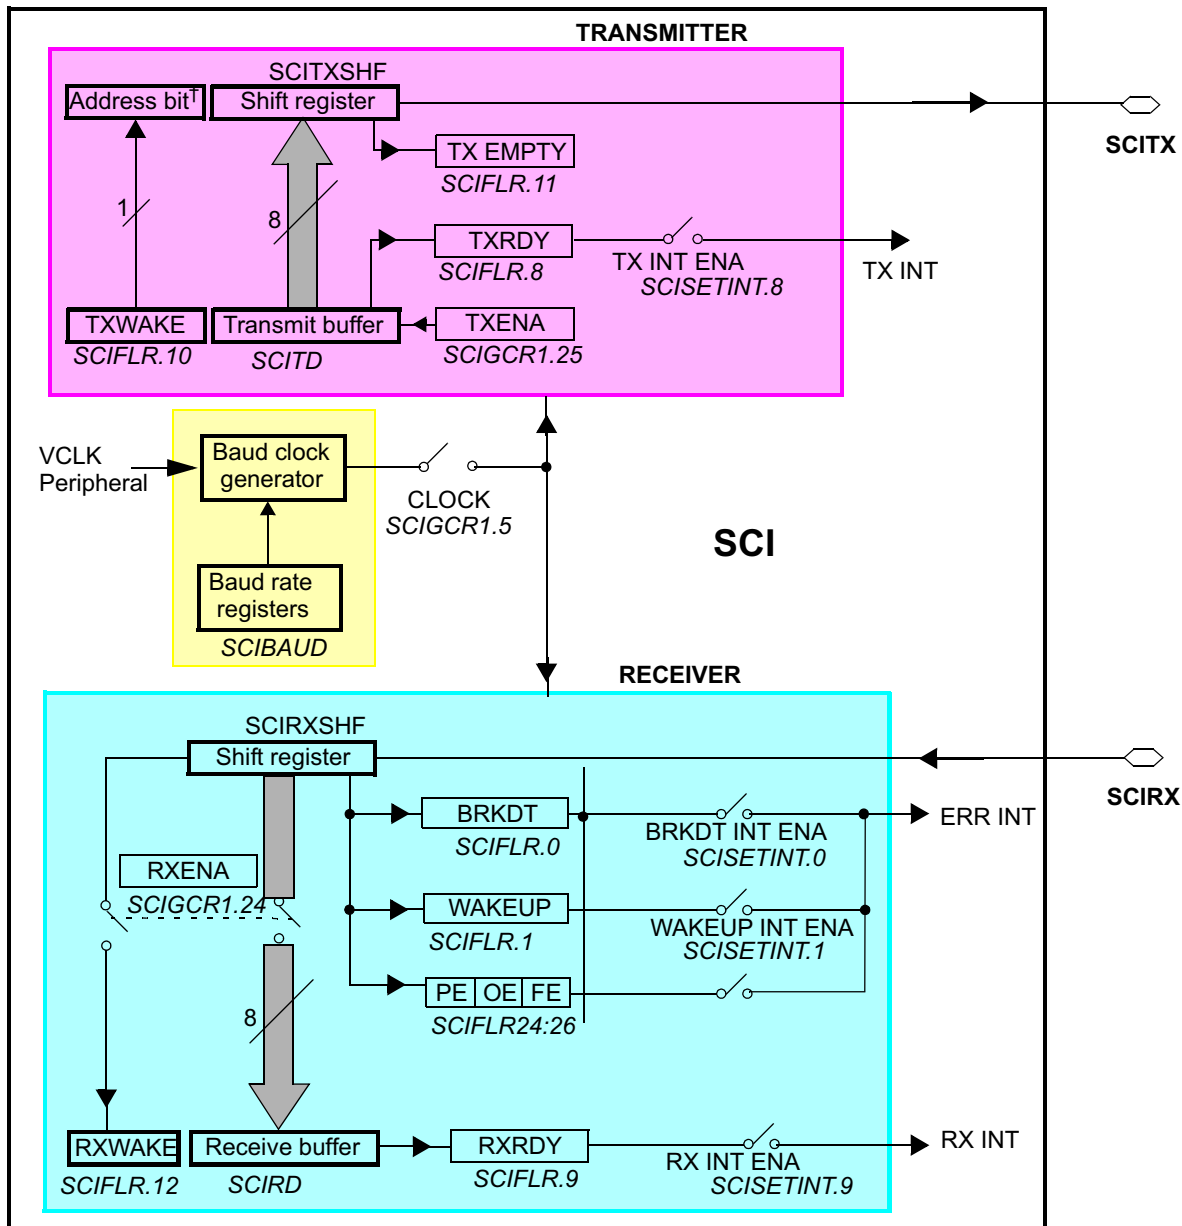 TRANSMITTER
SCITXSHF
Address bit†
Shift register
TX EMPTY
SCIFLR.11
SCITX
1
8
TXRDY
SCIFLR.8
TX INT ENA
SCISETINT.8
TX INT
TXWAKE
SCIFLR.10
Transmit buffer
SCITD
TXENA
SCIGCR1.25
VCLK
Peripheral
Baud clock
generator
CLOCK
SCIGCR1.5
SCI
Baud rate
registers
SCIBAUD
RECEIVER
SCIRXSHF
Shift register
SCIRX
BRKDT
SCIFLR.0
BRKDT INT ENA
SCISETINT.0
ERR INT
RXENA
SCIGCR1.24
WAKEUP
SCIFLR.1
WAKEUP INT ENA
SCISETINT.1
PE OE FE
SCIFLR24:26
8
RXWAKE
SCIFLR.12
Receive buffer
SCIRD
RXRDY
SCIFLR.9
RX INT ENA
SCISETINT.9
RX INT